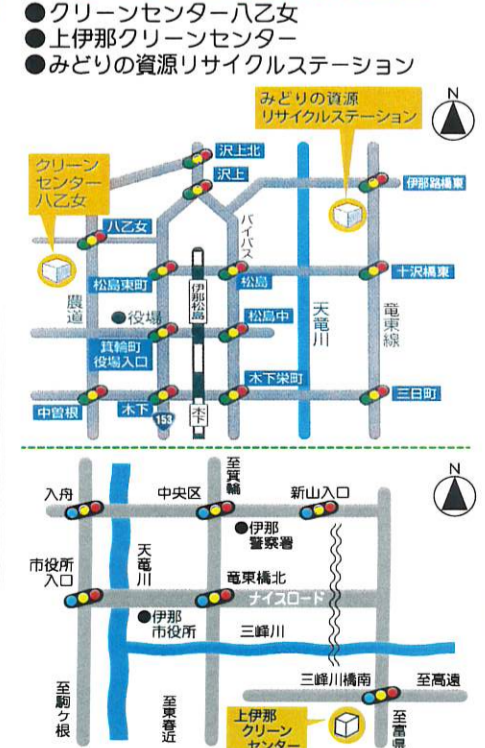 ●クリーンセンター八乙女
●上伊那クリーンセンター
●みどりの資源リサイクルステーション
みどりの資源
リサイクルステーション
N
クリーン
センター
八乙女
沢上北
沢上
伊那路橋東
八乙女
バイパス
松島東町
伊那松島
松島
十沢橋東
農道
●役場
松島中
天竜川
竜東線
箕輪町
役場入口
木下栄町
三日町
中曽根
木下
153
木下
至箕輪
N
入舟
中央区
新山入口
●伊那
警察署
市役所
入口
天竜川
竜東橋北
ナイスロード
●伊那
市役所
三峰川
三峰川橋南
至高遠
至駒ヶ根
至東春近
上伊那
クリーン
センター
至富県